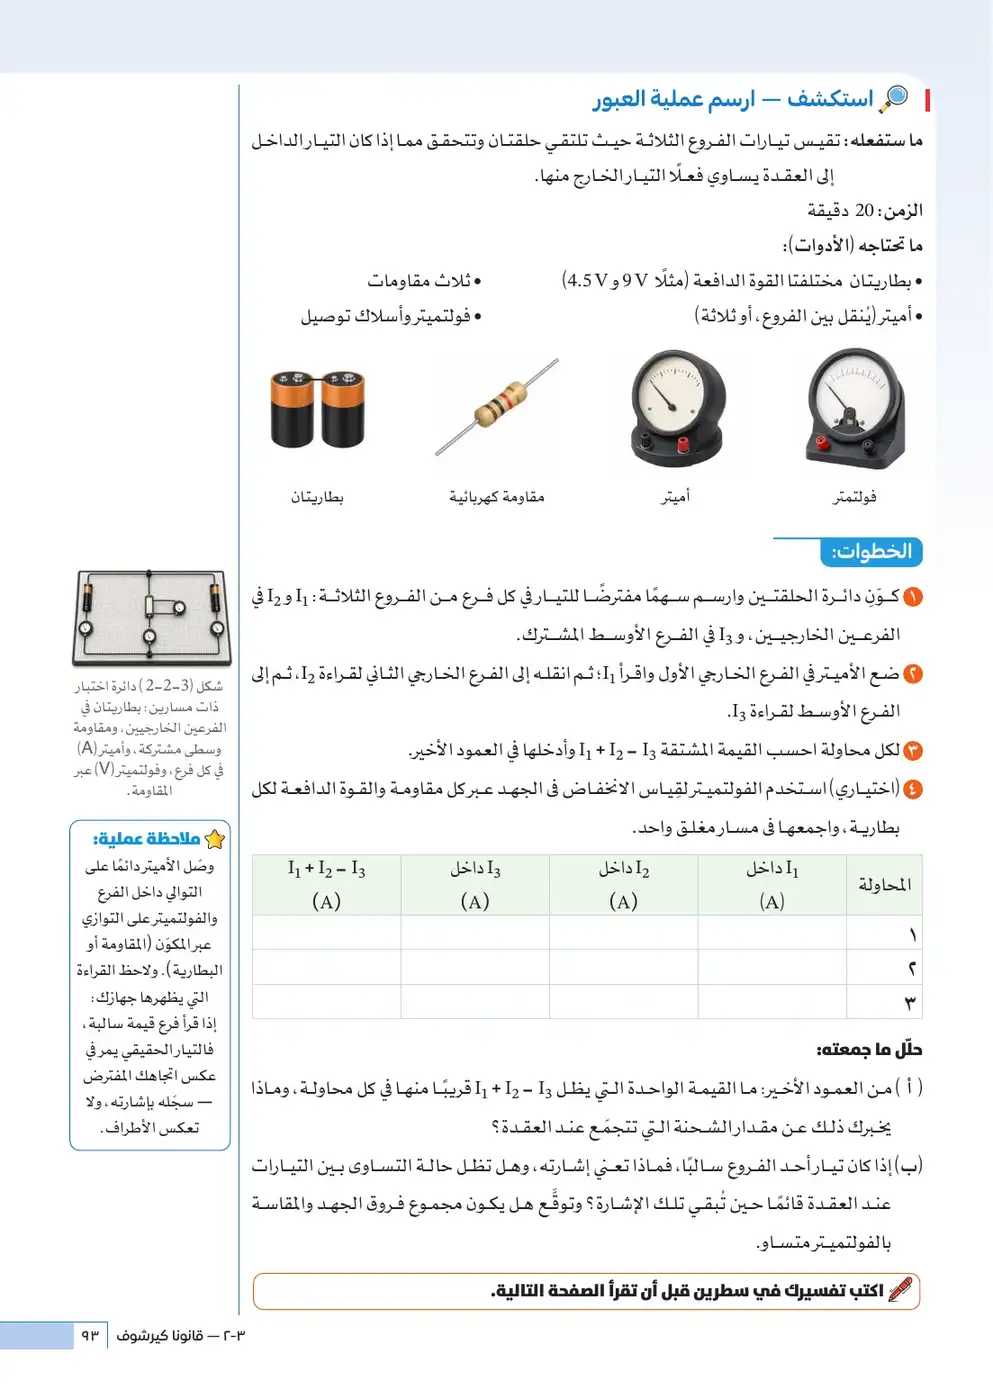 استكشف — ارسم عملية العبور
ما ستفعله: تقيس تيارات الفروع الثلاثة حيث تلتقي حلقتان وتتحقق مما إذا كان التيار الداخل
إلى العقدة يساوي فعلًا التيار الخارج منها.
الزمن: 20 دقيقة
ما تحتاجه (الأدوات):
• بطاريتان مختلفتا القوة الدافعة (مثلًا 9 V و 4.5 V)
• ثلاث مقاومات
• أميتر (يُنقل بين الفروع، أو ثلاثة)
• فولتميتر وأسلاك توصيل
فولتمتر
أميتر
مقاومة كهربائية
بطاريتان
الخطوات:
١ كوّنِ دائرة الحلقتين وارسم سهمًا مفترضًا للتيار في كل فرع من الفروع الثلاثة: I1 و I2 في
الفرعين الخارجيين، و I3 في الفرع الأوسط المشترك.
٢ ضع الأميتر في الفرع الخارجي الأول واقرأ I1؛ ثم انقله إلى الفرع الخارجي الثاني لقراءة I2، ثم إلى
الفرع الأوسط لقراءة I3.
٣ لكل محاولة احسب القيمة المشتقة I1 + I2 – I3 وأدخلها في العمود الأخير.
٤ (اختياري) استخدم الفولتميتر لقِياس الانخفاض في الجهد عبر كل مقاومة والقوة الدافعة لكل
بطارية، واجمعها في مسار مغلق واحد.
المحاولة
I1 داخل
(A)
I2 داخل
(A)
I3 داخل
(A)
I1 + I2 – I3
(A)
١
٢
٣
حلّل ما جمعته:
( أ ) من العمود الأخير: ما القيمة الواحدة التي يظل I1 + I2 – I3 قريبًا منها في كل محاولة، وماذا
يخبرك ذلك عن مقدار الشحنة التي تتجمّع عند العقدة؟
(ب) إذا كان تيار أحد الفروع سالبًا، فماذا تعني إشارته، وهل تظل حالة التساوى بين التيارات
عند العقدة قائمًا حين تُبقي تلك الإشارة؟ وتوقَّع هل يكون مجموع فروق الجهد والمقاسة
بالفولتميتر متساو.
اكتب تفسيرك في سطرين قبل أن تقرأ الصفحة التالية.
شكل (3-2-2) دائرة اختبار
ذات مسارين: بطاريتان في
الفرعين الخارجيين، ومقاومة
وسطى مشتركة، وأميتر (A)
في كل فرع، وفولتميتر (V) عبر
المقاومة.
ملاحظة عملية:
وصّل الأميتر دائمًا على
التوالي داخل الفرع
والفولتميتر على التوازي
عبر المكوّن (المقاومة أو
البطارية). ولاحظ القراءة
التي يظهرها جهازك:
إذا قرأ فرع قيمة سالبة،
فالتيار الحقيقي يمر في
عكس اتجاهك المفترض
— سجّله بإشارته، ولا
تعكس الأطراف.
٣-٢ — قانونا كيرشوف
٩٣